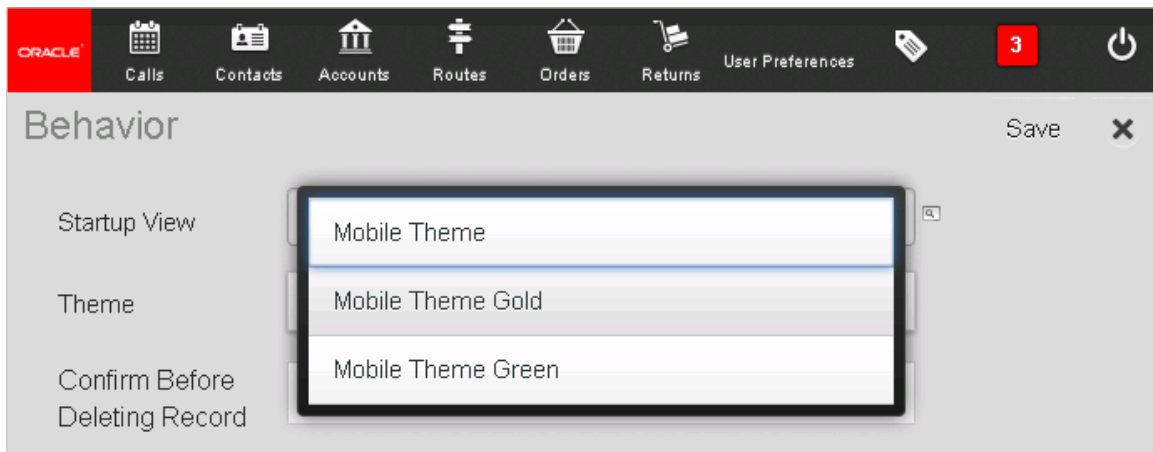 ORACLE
Calls
Contacts
Accounts
Routes
Orders
Returns
User Preferences
3
Behavior
Save
Startup View
Mobile Theme
Theme
Mobile Theme Gold
Mobile Theme Green
Confirm Before
Deleting Record